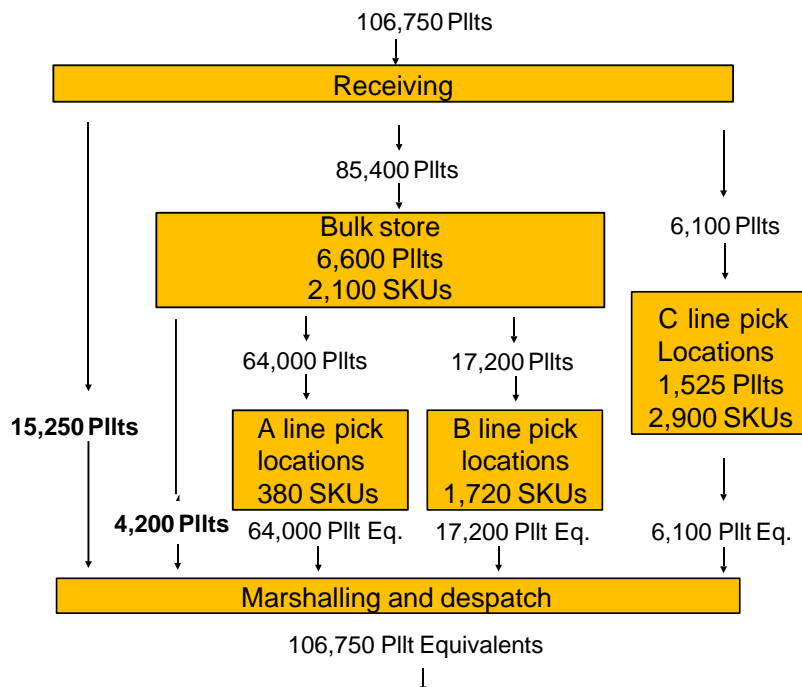 106,750 Pllts
Receiving
85,400 Pllts
Bulk store
6,600 Pllts
2,100 SKUs
6,100 Pllts
C line pick
Locations
1,525 Pllts
2,900 SKUs
64,000 Pllts
17,200 Pllts
15,250 Pllts
A line pick
locations
380 SKUs
B line pick
locations
1,720 SKUs
4,200 Pllts
64,000 Pllt Eq.
17,200 Pllt Eq.
6,100 Pllt Eq.
Marshalling and despatch
106,750 Pllt Equivalents